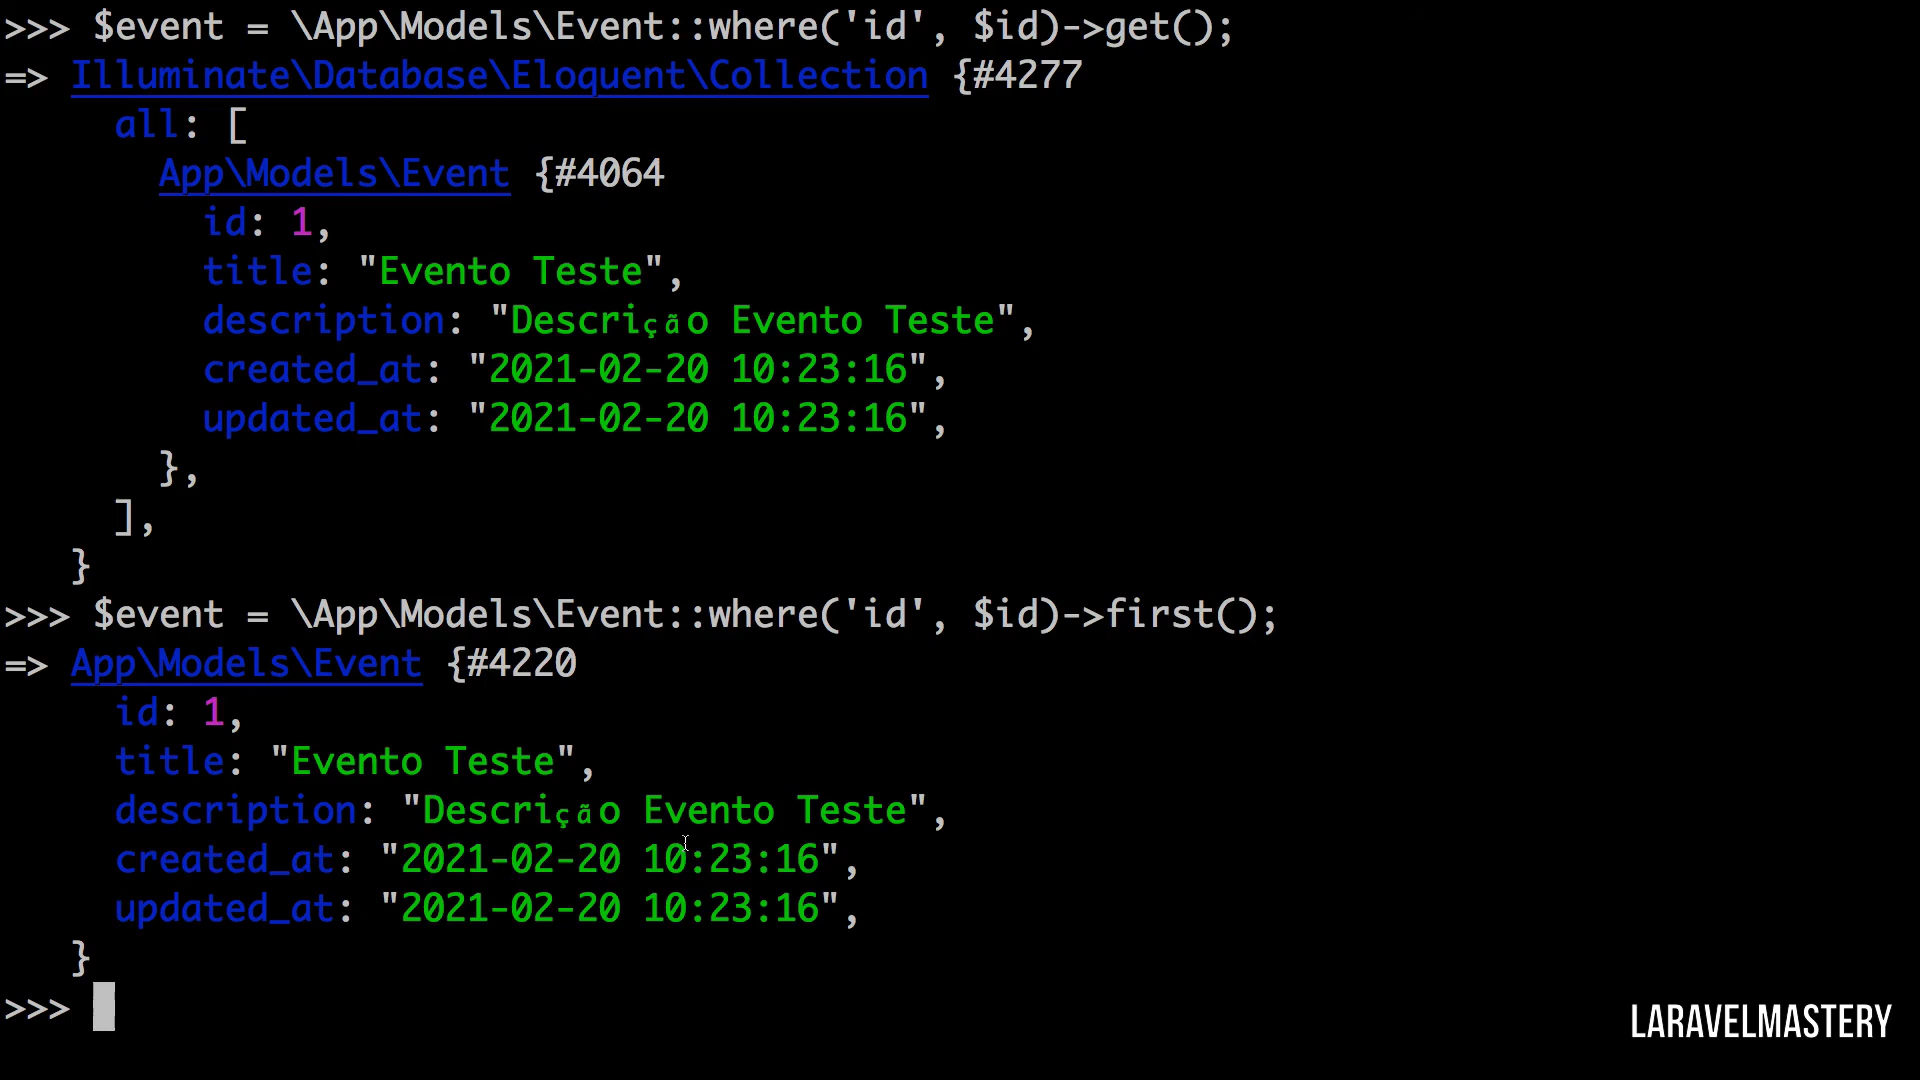 >>> $event = \App\Models\Event::where('id', $id)->get();
=> Illuminate\Database\Eloquent\Collection {#4277
     all: [
       App\Models\Event {#4064
         id: 1,
         title: "Evento Teste",
         description: "Descrição Evento Teste",
         created_at: "2021-02-20 10:23:16",
         updated_at: "2021-02-20 10:23:16",
       },
     ],
   }
>>> $event = \App\Models\Event::where('id', $id)->first();
=> App\Models\Event {#4220
     id: 1,
     title: "Evento Teste",
     description: "Descrição Evento Teste",
     created_at: "2021-02-20 10:23:16",
     updated_at: "2021-02-20 10:23:16",
   }
>>>
LARAVELMASTERY